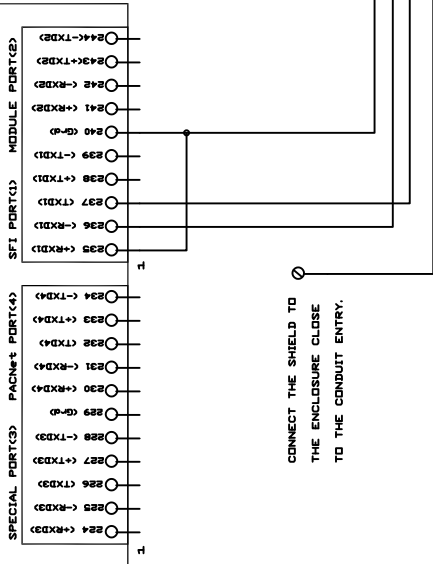 MODULE PORT(2)
SFI PORT(1)
244(-TXD2)
243(+TXD2)
242 (-RXD2)
241 (+RXD2)
240 (Grd)
239 (-TXD1)
238 (+TXD1)
237 (TXD1)
236 (-RXD1)
235 (+RXD1)
1
PACNet PORT(4)
SPECIAL PORT(3)
234 (-TXD4)
233 (+TXD4)
232 (TXD4)
231 (-RXD4)
230 (+RXD4)
229 (Grd)
228 (-TXD3)
227 (+TXD3)
226 (TXD3)
225 (-RXD3)
224 (+RXD3)
1
CONNECT THE SHIELD TO
THE ENCLOSURE CLOSE
TO THE CONDUIT ENTRY.